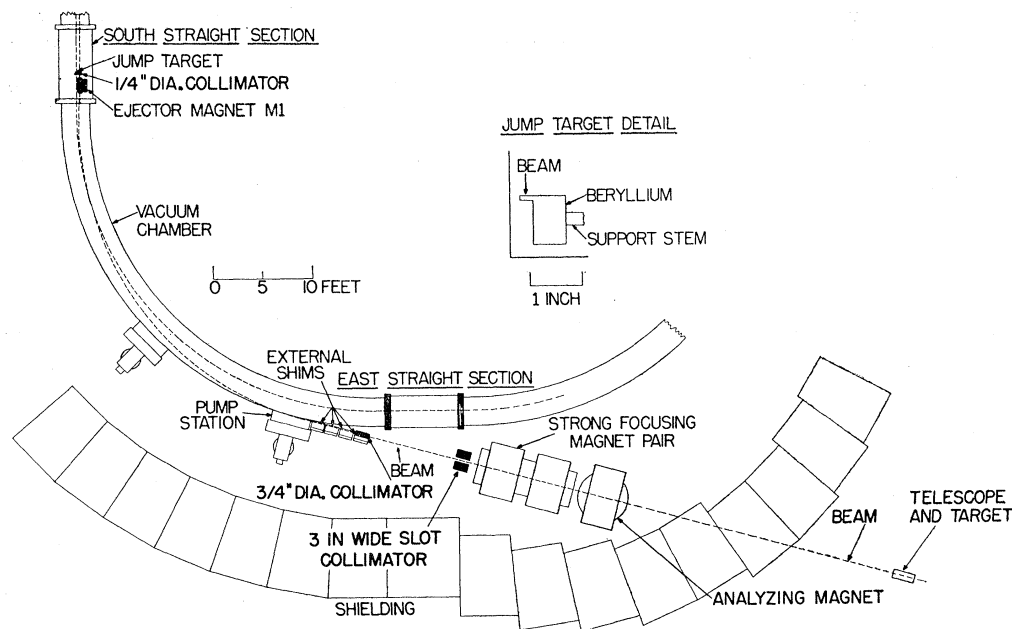 SOUTH STRAIGHT SECTION
JUMP TARGET
1/4" DIA. COLLIMATOR
EJECTOR MAGNET M1
JUMP TARGET DETAIL
BEAM
BERYLLIUM
SUPPORT STEM
1 INCH
VACUUM
CHAMBER
0 5 10 FEET
EXTERNAL
SHIMS
EAST STRAIGHT SECTION
PUMP
STATION
STRONG FOCUSING
MAGNET PAIR
BEAM
3/4" DIA. COLLIMATOR
3 IN WIDE SLOT
COLLIMATOR
BEAM
TELESCOPE
AND TARGET
ANALYZING MAGNET
SHIELDING